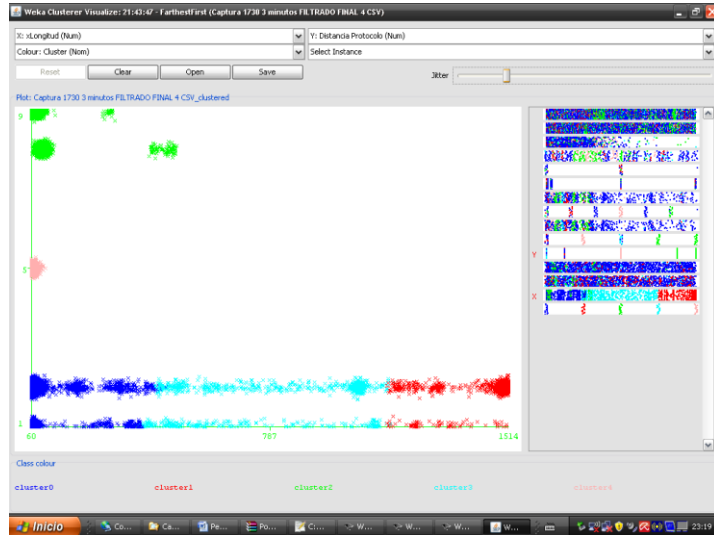 Weka Clusterer Visualize: 21:43:47 - FarthestFirst (Captura 1730 3 minutos FILTRADO FINAL 4 CSV)
X: xLongitud (Num)
Y: Distancia Protocolo (Num)
Colour: Cluster (Nom)
Select Instance
Reset
Clear
Open
Save
Jitter
Plot: Captura 1730 3 minutos FILTRADO FINAL 4 CSV_clustered
9
5
1
60
787
1514
Y
X
Class colour
cluster0
cluster1
cluster2
cluster3
cluster4
Inicio
Co...
Ca...
Pe...
Po...
C:...
W...
W...
W...
W...
23:19